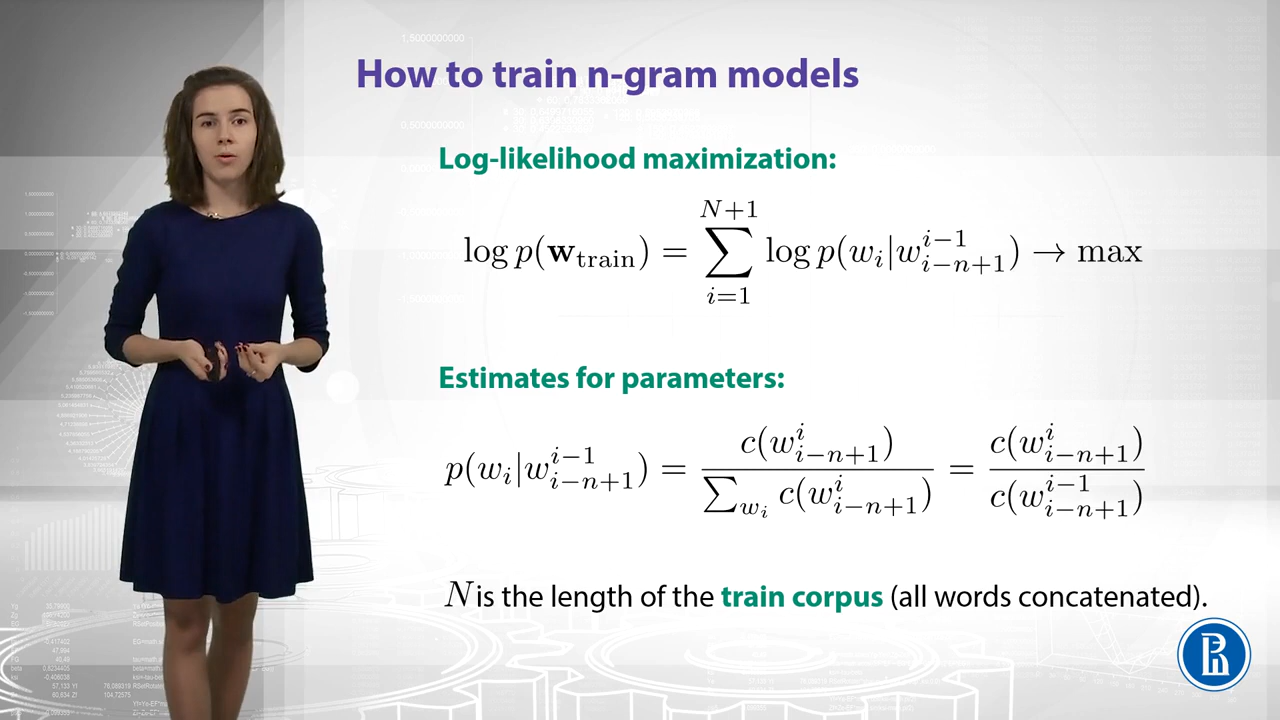 How to train n-gram models
Log-likelihood maximization:
log p(w_train) = ∑_{i=1}^{N+1} log p(w_i|w_{i−n+1}^{i−1}) → max
Estimates for parameters:
p(w_i|w_{i−n+1}^{i−1}) = c(w_{i−n+1}^{i}) / ∑_{w_i} c(w_{i−n+1}^{i}) = c(w_{i−n+1}^{i}) / c(w_{i−n+1}^{i−1})
N is the length of the train corpus (all words concatenated).